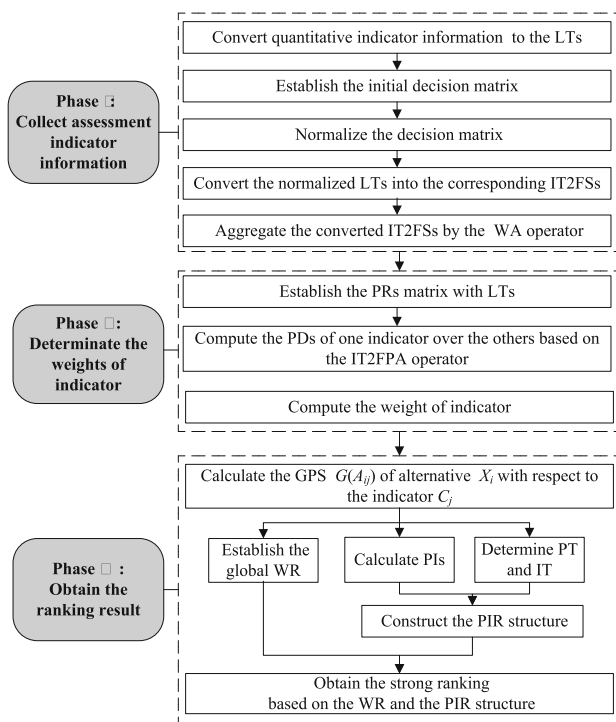 Phase □:
Collect assessment
indicator
information
Convert quantitative indicator information to the LTs
Establish the initial decision matrix
Normalize the decision matrix
Convert the normalized LTs into the corresponding IT2FSs
Aggregate the converted IT2FSs by the WA operator
Phase □:
Determinate the
weights of
indicator
Establish the PRs matrix with LTs
Compute the PDs of one indicator over the others based on
the IT2FPA operator
Compute the weight of indicator
Phase □ :
Obtain the
ranking result
Calculate the GPS G(Aij) of alternative Xi with respect to
the indicator Cj
Establish the
global WR
Calculate PIs
Determine PT
and IT
Construct the PIR structure
Obtain the strong ranking
based on the WR and the PIR structure